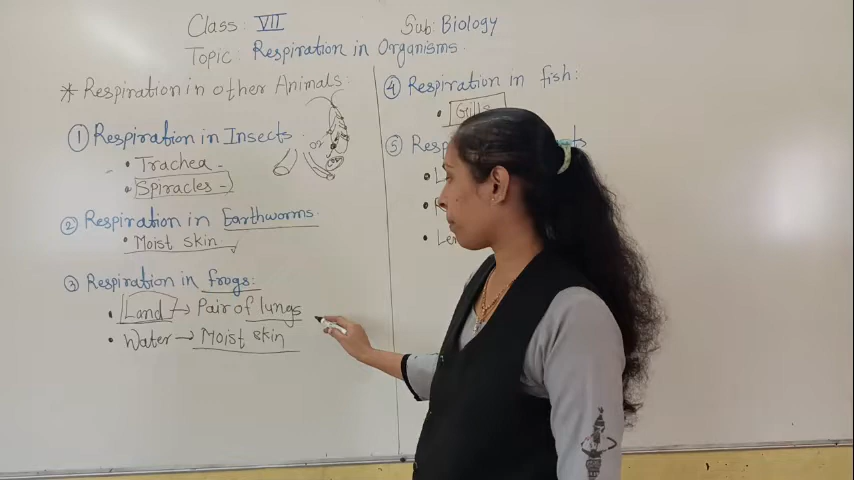 Class: VII
Sub: Biology
Topic: Respiration in Organisms.
* Respiration in other Animals:
① Respiration in Insects
• Trachea -
• Spiracles -
② Respiration in Earthworms.
• Moist skin
③ Respiration in frogs:
• Land → Pair of lungs
• Water → Moist skin
④ Respiration in fish:
• Gills
⑤